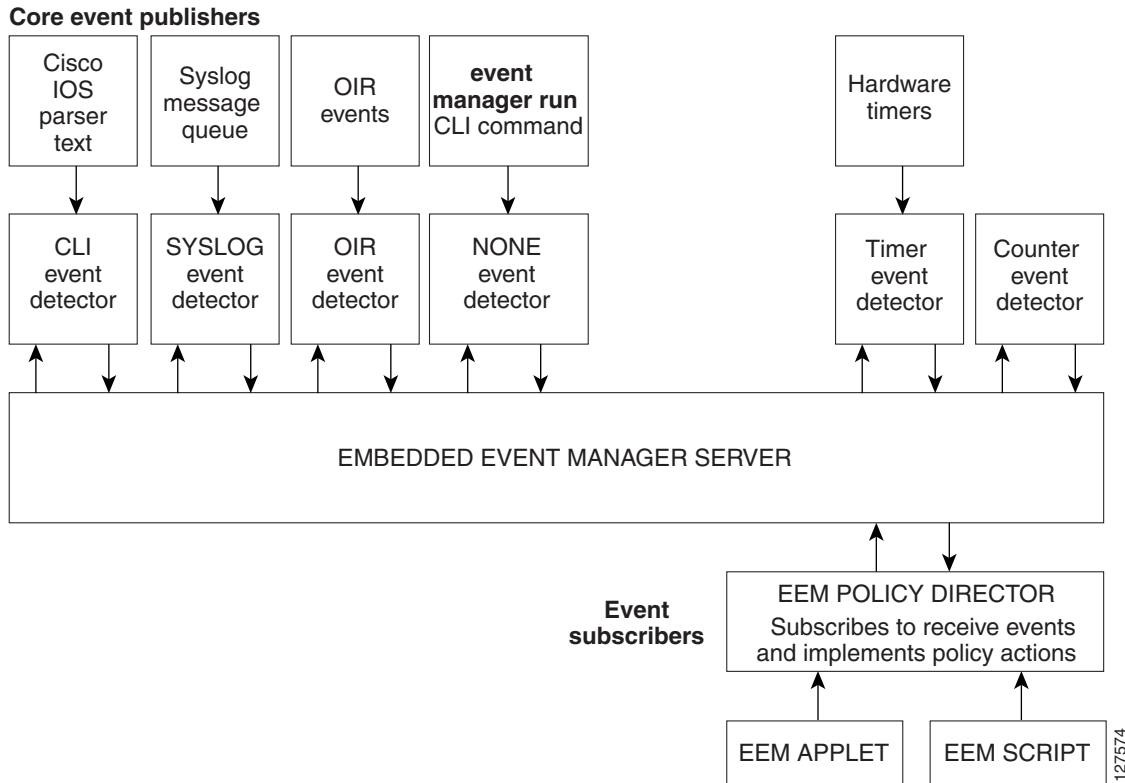 Core event publishers
Cisco
IOS
parser
text
Syslog
message
queue
OIR
events
event
manager run
CLI command
Hardware
timers
CLI
event
detector
SYSLOG
event
detector
OIR
event
detector
NONE
event
detector
Timer
event
detector
Counter
event
detector
EMBEDDED EVENT MANAGER SERVER
Event
subscribers
EEM POLICY DIRECTOR
Subscribes to receive events
and implements policy actions
EEM APPLET
EEM SCRIPT
127574